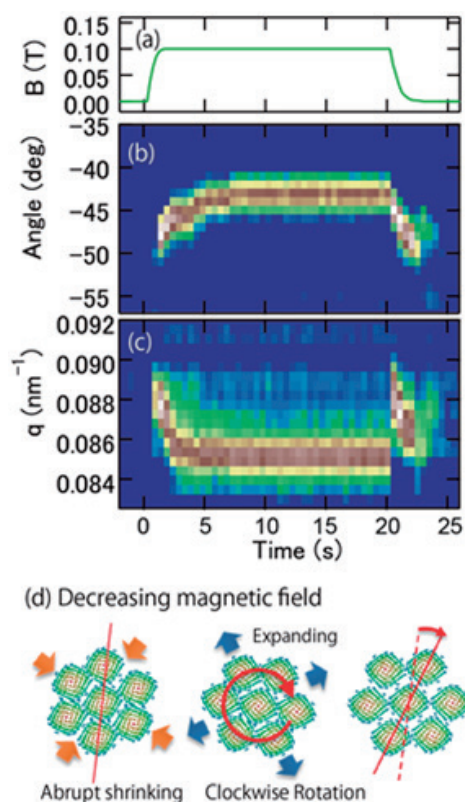 (a)
B (T)
0.15
0.10
0.05
0.00
(b)
Angle (deg)
-35
-40
-45
-50
-55
(c)
q (nm⁻¹)
0.092
0.090
0.088
0.086
0.084
0 5 10 15 20 25
Time (s)
(d) Decreasing magnetic field
Expanding
Abrupt shrinking Clockwise Rotation